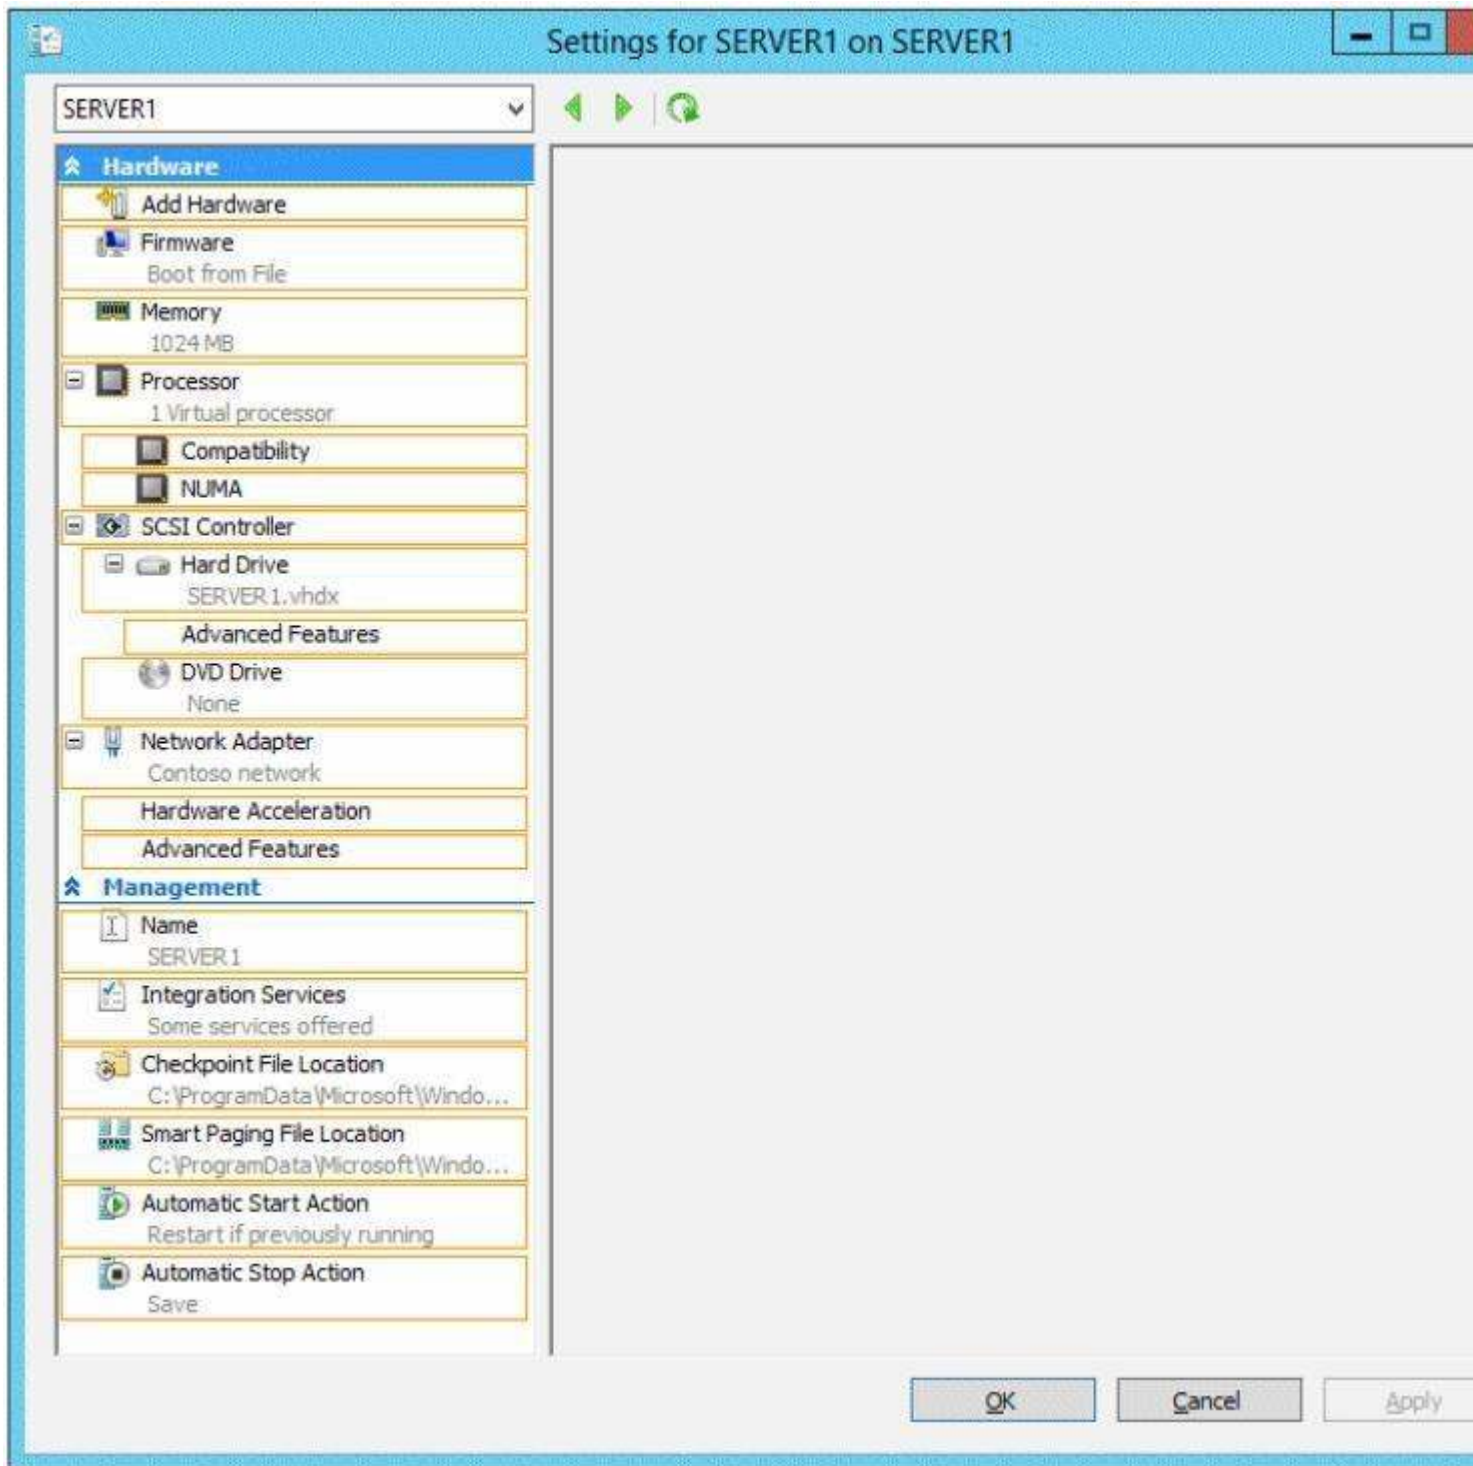 Settings for SERVER1 on SERVER1
SERVER1
Hardware
Add Hardware
Firmware
Boot from File
Memory
1024 MB
Processor
1 Virtual processor
Compatibility
NUMA
SCSI Controller
Hard Drive
SERVER1.vhdx
Advanced Features
DVD Drive
None
Network Adapter
Contoso network
Hardware Acceleration
Advanced Features
Management
Name
SERVER1
Integration Services
Some services offered
Checkpoint File Location
C:\ProgramData\Microsoft\Windo...
Smart Paging File Location
C:\ProgramData\Microsoft\Windo...
Automatic Start Action
Restart if previously running
Automatic Stop Action
Save
OK Cancel Apply